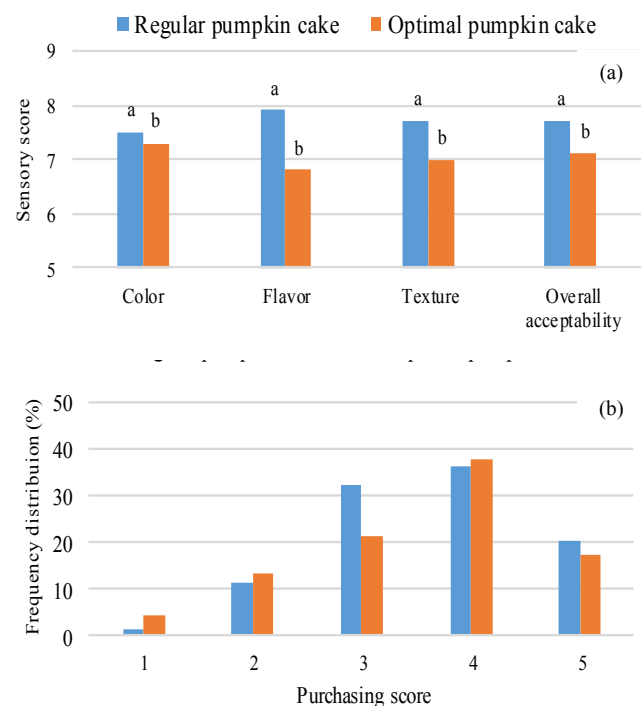 Regular pumpkin cake Optimal pumpkin cake
(a)
Sensory score
9
8
7
6
5
a b a b a b a b
Color Flavor Texture Overall
acceptability
(b)
Frequency distribuion (%)
50
40
30
20
10
0
1 2 3 4 5
Purchasing score